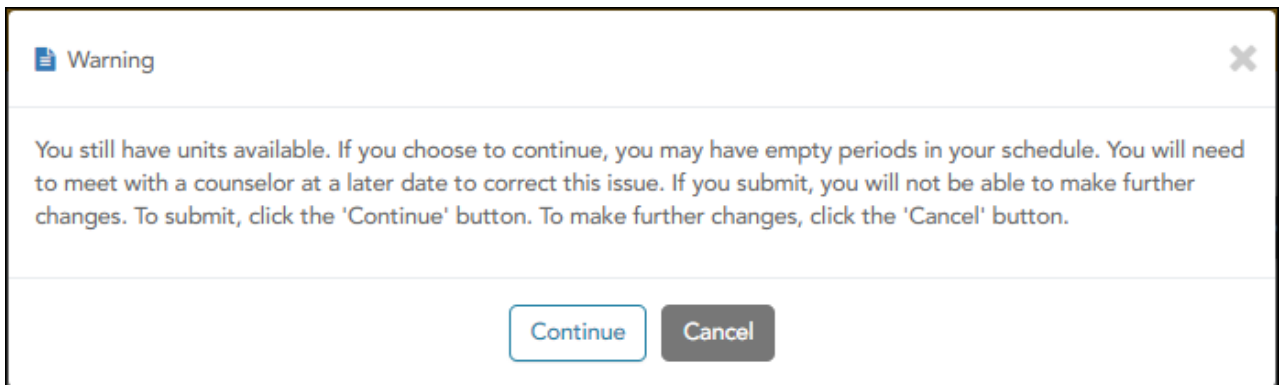 Warning
You still have units available. If you choose to continue, you may have empty periods in your schedule. You will need
to meet with a counselor at a later date to correct this issue. If you submit, you will not be able to make further
changes. To submit, click the 'Continue' button. To make further changes, click the 'Cancel' button.
Continue Cancel